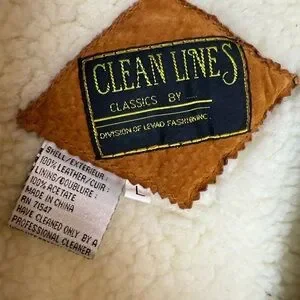 CLEAN LINES
CLASSICS BY
DIVISION OF LEVAD FASHION INC.
SHELL/EXTERIEUR:
100% LEATHER/CUIR
LINING/DOUBLURE:
100% ACETATE
MADE IN CHINA
RN 71547
HAVE CLEANED ONLY BY A
PROFESSIONAL CLEANER
L